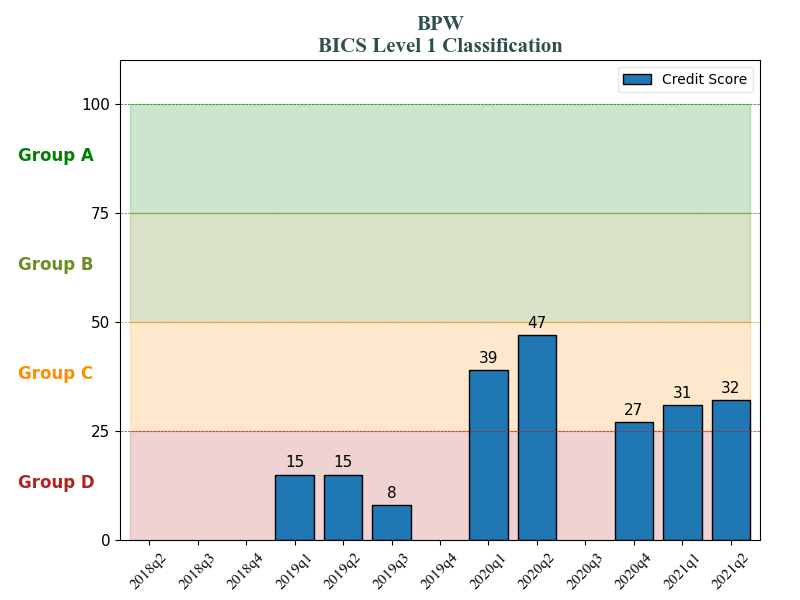 BPW
BICS Level 1 Classification
Credit Score
100
Group A
75
Group B
50
47
39
Group C
32
31
27
25
15 15
8
Group D
0
2018q2 2018q3 2018q4 2019q1 2019q2 2019q3 2019q4 2020q1 2020q2 2020q3 2020q4 2021q1 2021q2